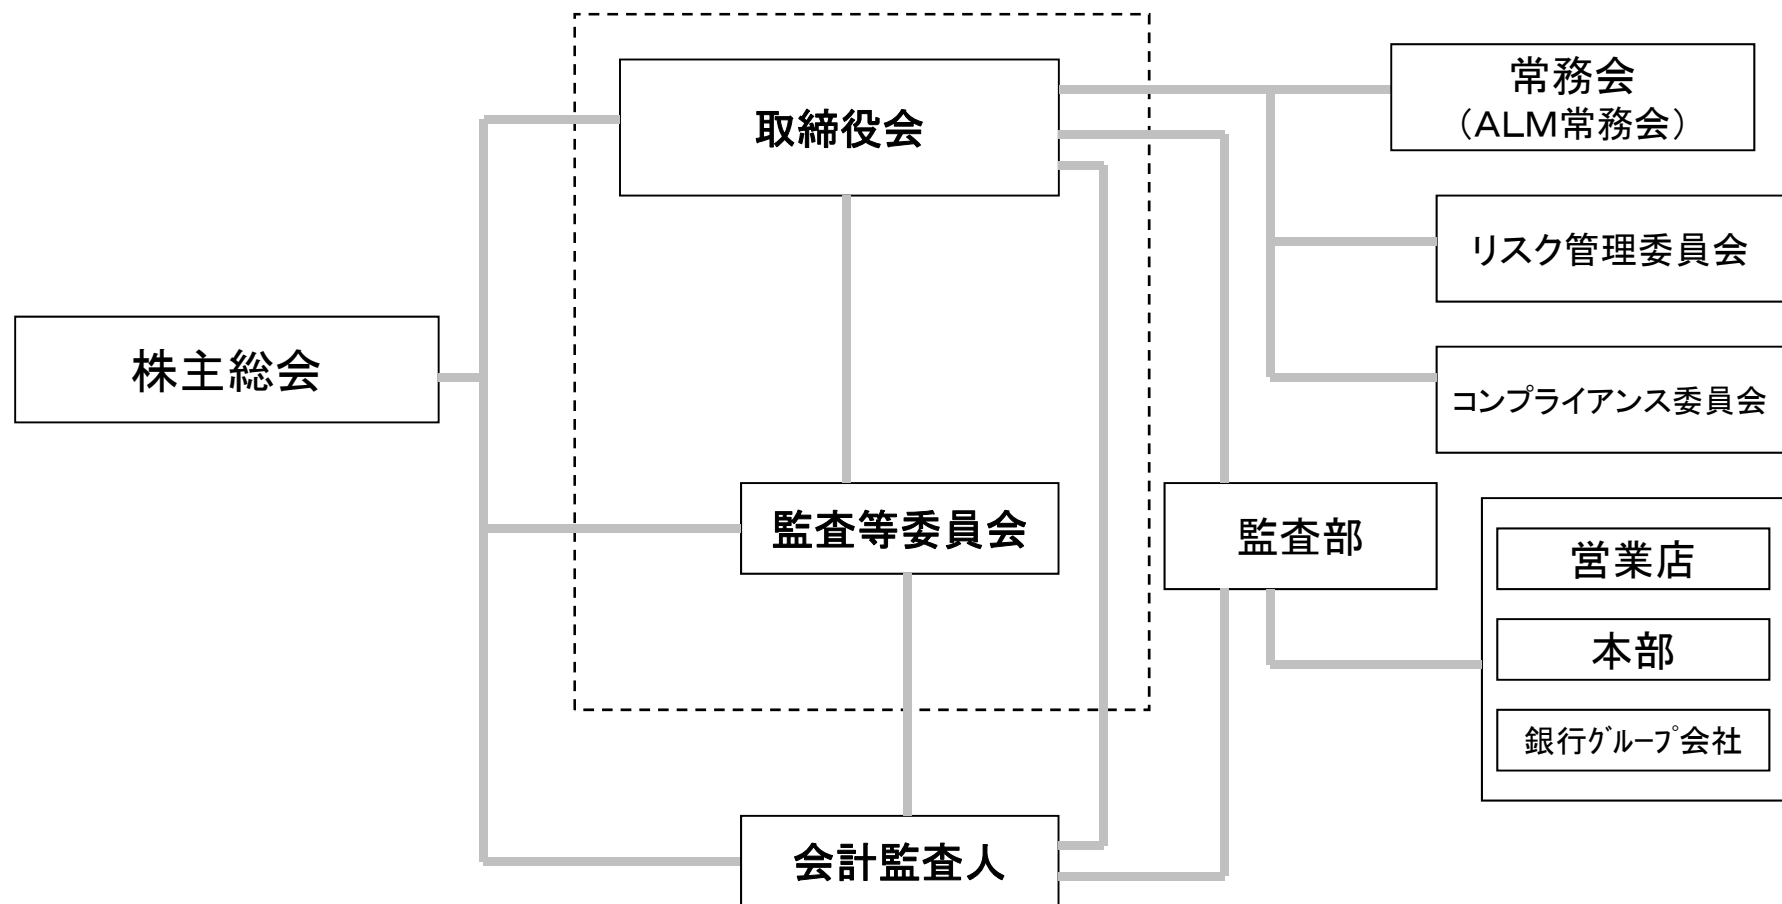 取締役会
常務会
（ALM常務会）
リスク管理委員会
株主総会
コンプライアンス委員会
監査等委員会
監査部
営業店
本部
銀行ｸﾞﾙｰﾌﾟ会社
会計監査人